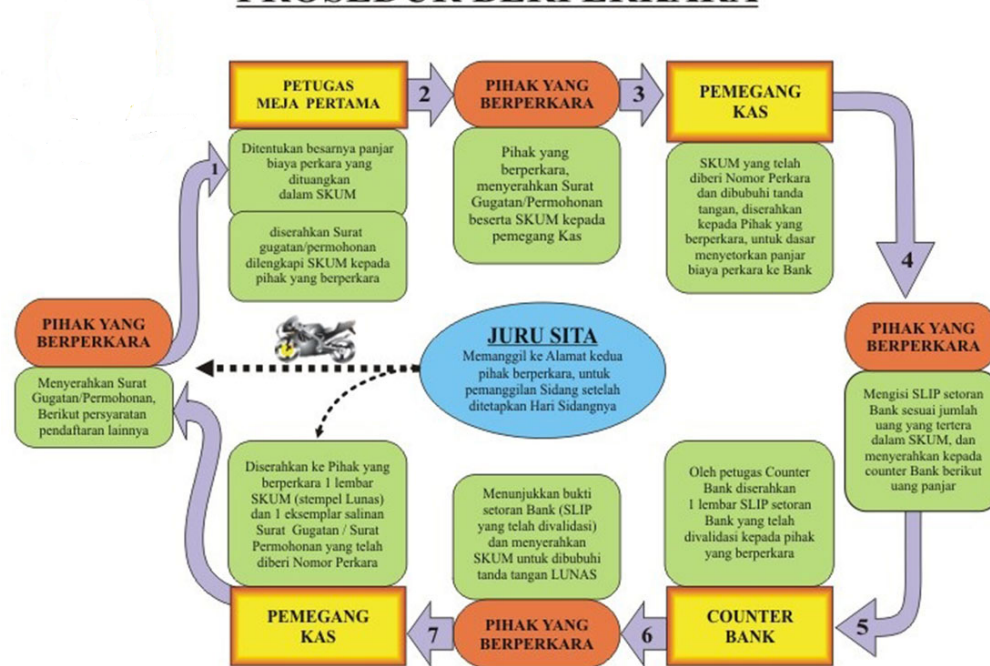 PROSEDUR BERPERKARA
PETUGAS
MEJA PERTAMA
Ditentukan besarnya panjar
biaya perkara yang
dituangkan
dalam SKUM
diserahkan Surat
gugatan/permohonan
dilengkapi SKUM kepada
pihak yang berperkara
2
PIHAK YANG
BERPERKARA
Pihak yang
berperkara,
menyerahkan Surat
Gugatan/Permohonan
beserta SKUM kepada
pemegang Kas
3
PEMEGANG
KAS
SKUM yang telah
diberi Nomor Perkara
dan dibubuhi tanda
tangan, diserahkan
kepada Pihak yang
berperkara, untuk dasar
menyetorkan panjar
biaya perkara ke Bank
1
4
PIHAK YANG
BERPERKARA
Menyerahkan Surat
Gugatan/Permohonan,
Berikut persyaratan
pendaftaran lainnya
JURU SITA
Memanggil ke Alamat kedua
pihak berperkara, untuk
pemanggilan Sidang setelah
ditetapkan Hari Sidangnya
PIHAK YANG
BERPERKARA
Mengisi SLIP setoran
Bank sesuai jumlah
uang yang tertera
dalam SKUM, dan
menyerahkan kepada
counter Bank berikut
uang panjar
Diserahkan ke Pihak yang
berperkara 1 lembar
SKUM (stempel Lunas)
dan 1 eksemplar salinan
Surat Gugatan / Surat
Permohonan yang telah
diberi Nomor Perkara
PEMEGANG
KAS
7
Menunjukkan bukti
setoran Bank (SLIP
yang telah divalidasi)
dan menyerahkan
SKUM untuk dibubuhi
tanda tangan LUNAS
PIHAK YANG
BERPERKARA
6
Oleh petugas Counter
Bank diserahkan
1 lembar SLIP setoran
Bank yang telah
divalidasi kepada pihak
yang berperkara
COUNTER
BANK
5